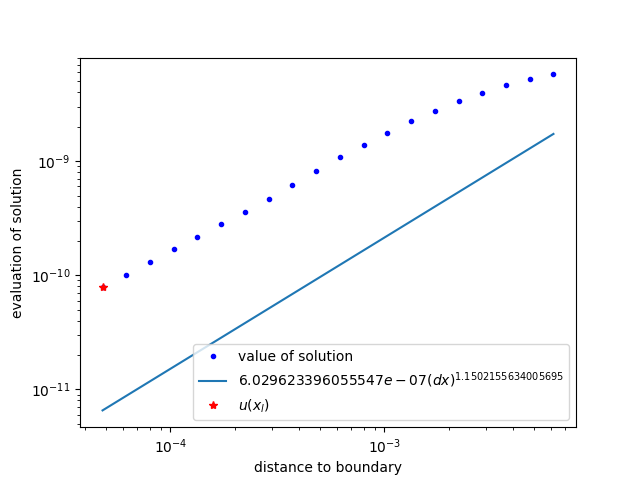 10^{-9}
10^{-10}
10^{-11}
evaluation of solution
value of solution
6.029623396055547e − 07(dx)^{1.1502155634005695}
u(x_l)
10^{-4} 10^{-3}
distance to boundary